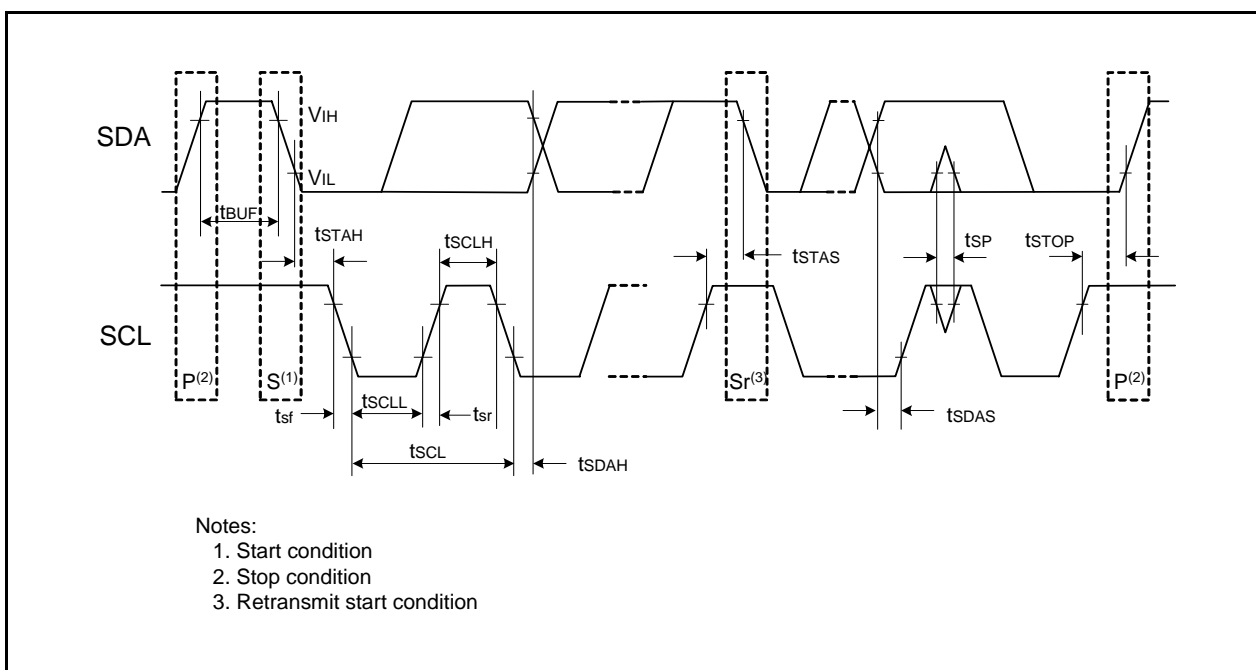 VIH
SDA
VIL
tBUF
tSTAH
tSCLH
tSTAS
tSP
tSTOP
SCL
P(2)
S(1)
Sr(3)
P(2)
tsf
tSCLL
tsr
tSDAS
tSCL
tSDAH
Notes:
1. Start condition
2. Stop condition
3. Retransmit start condition